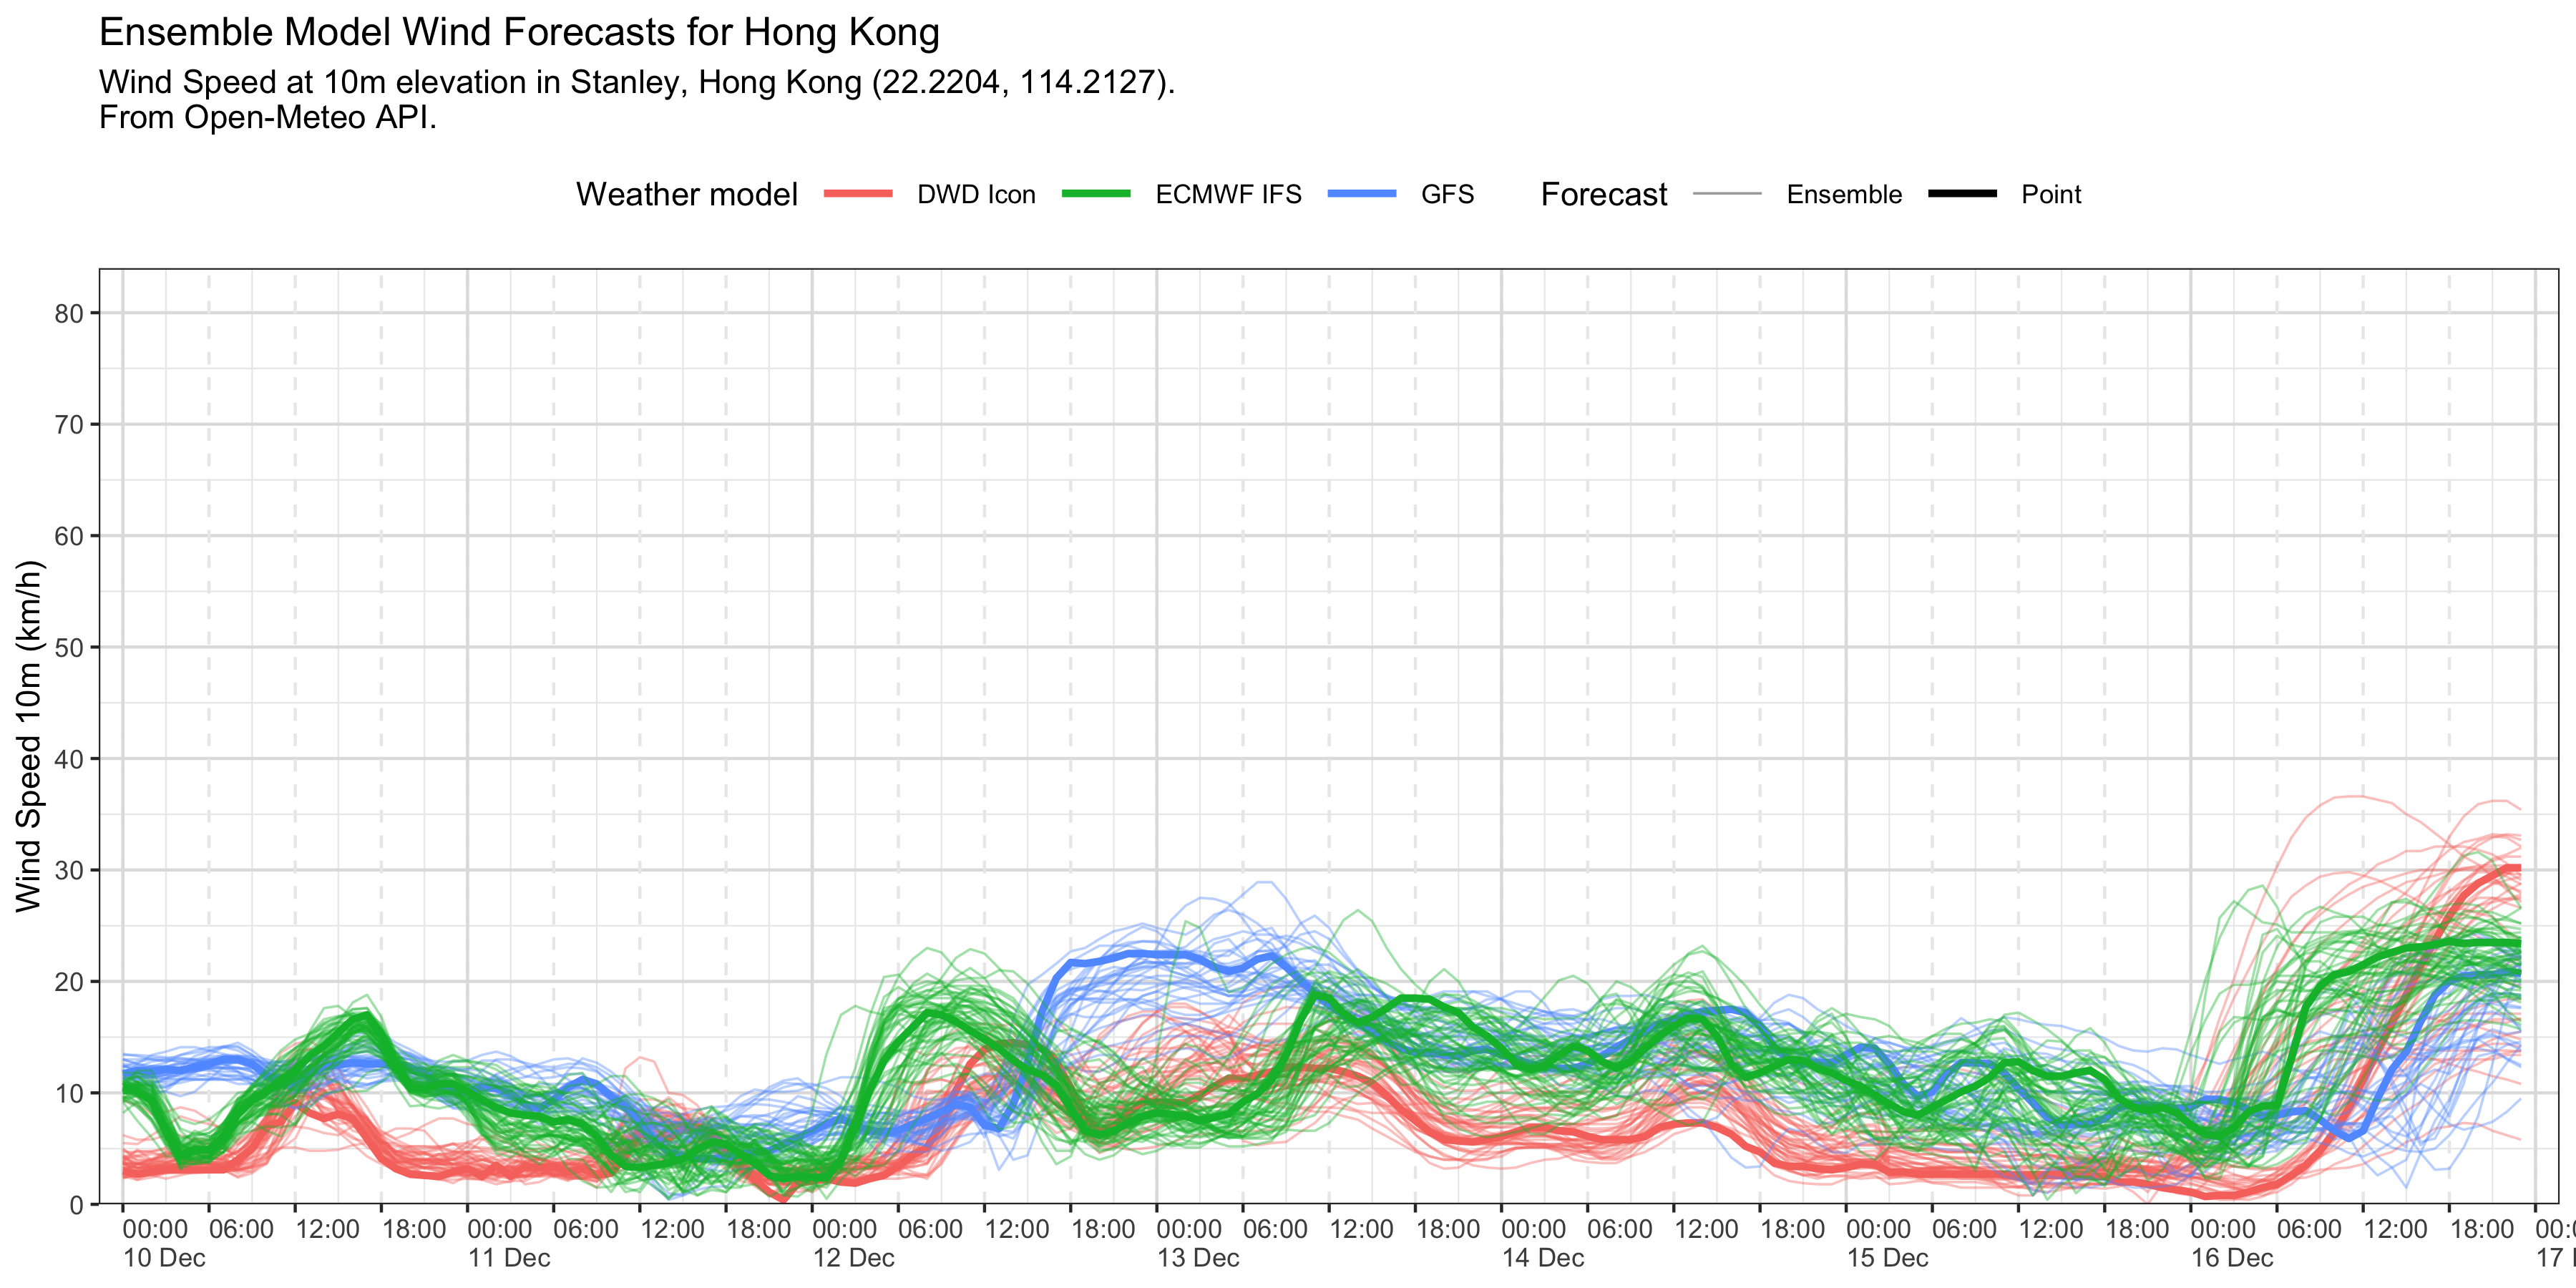 Ensemble Model Wind Forecasts for Hong Kong
Wind Speed at 10m elevation in Stanley, Hong Kong (22.2204, 114.2127).
From Open-Meteo API.
Weather model DWD Icon ECMWF IFS GFS Forecast Ensemble Point
Wind Speed 10m (km/h)
80
70
60
50
40
30
20
10
0
00:00 06:00 12:00 18:00 00:00 06:00 12:00 18:00 00:00 06:00 12:00 18:00 00:00 06:00 12:00 18:00 00:00 06:00 12:00 18:00 00:00 06:00 12:00 18:00 00:00 06:00 12:00 18:00
10 Dec 11 Dec 12 Dec 13 Dec 14 Dec 15 Dec 16 Dec 17